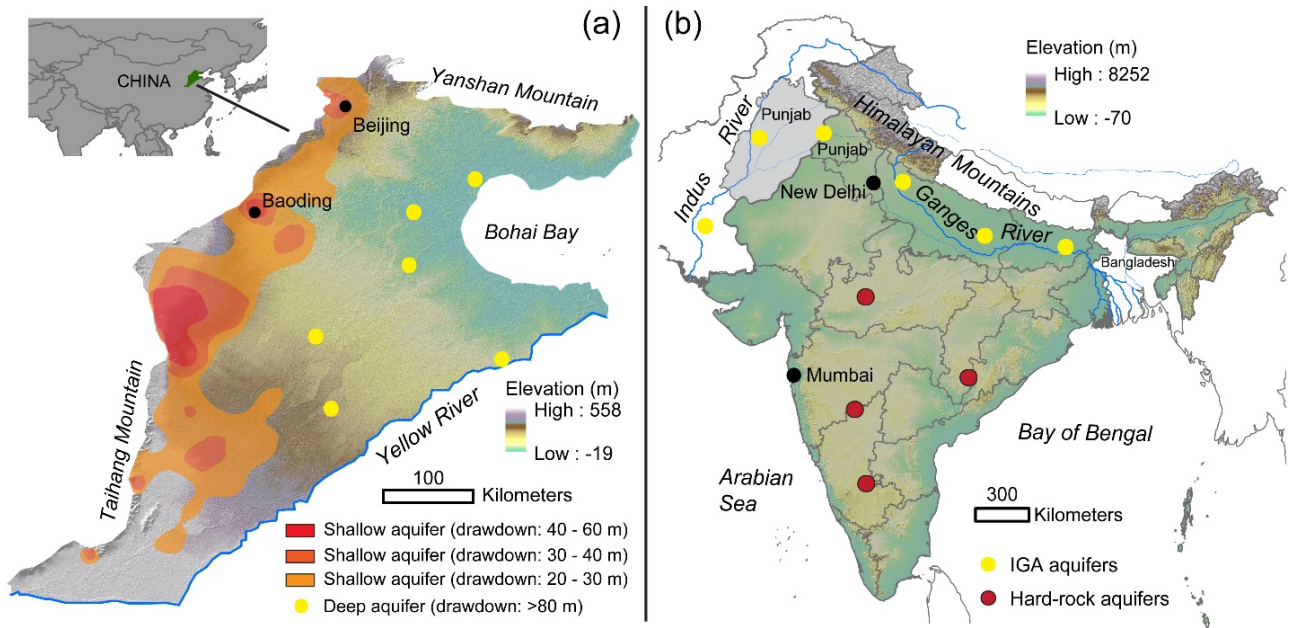 (a)
CHINA
Yanshan Mountain
Beijing
Baoding
Bohai Bay
Taihang Mountain
Yellow River
Elevation (m)
High : 558
Low : -19
100
Kilometers
Shallow aquifer (drawdown: 40 - 60 m)
Shallow aquifer (drawdown: 30 - 40 m)
Shallow aquifer (drawdown: 20 - 30 m)
Deep aquifer (drawdown: >80 m)
(b)
Elevation (m)
High : 8252
Low : -70
Indus River
Punjab
Punjab
Himalayan Mountains
New Delhi
Ganges River
Bangladesh
Mumbai
Arabian
Sea
Bay of Bengal
300
Kilometers
IGA aquifers
Hard-rock aquifers